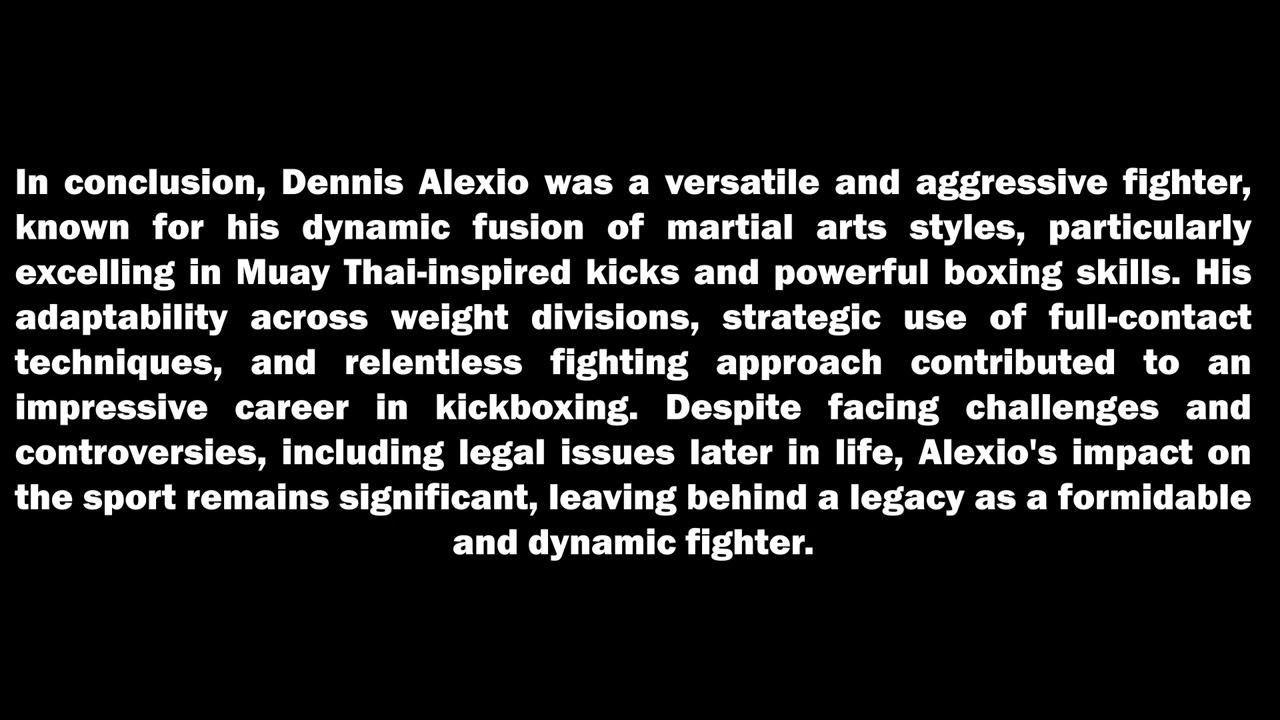 In conclusion, Dennis Alexio was a versatile and aggressive fighter,
known for his dynamic fusion of martial arts styles, particularly
excelling in Muay Thai-inspired kicks and powerful boxing skills. His
adaptability across weight divisions, strategic use of full-contact
techniques, and relentless fighting approach contributed to an
impressive career in kickboxing. Despite facing challenges and
controversies, including legal issues later in life, Alexio's impact on
the sport remains significant, leaving behind a legacy as a formidable
and dynamic fighter.